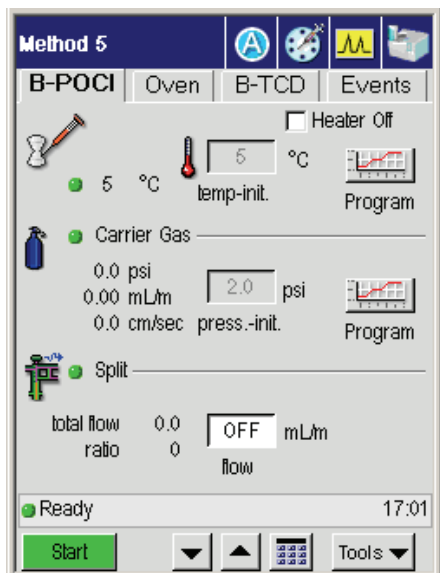 Method 5
A
B-POCI Oven B-TCD Events
Heater Off
5 °C 5 °C
temp-init. Program
Carrier Gas
0.0 psi
0.00 mL/m 2.0 psi
0.0 cm/sec press.-init. Program
Split
total flow 0.0 OFF mL/m
ratio 0
flow
Ready 17:01
Start Tools